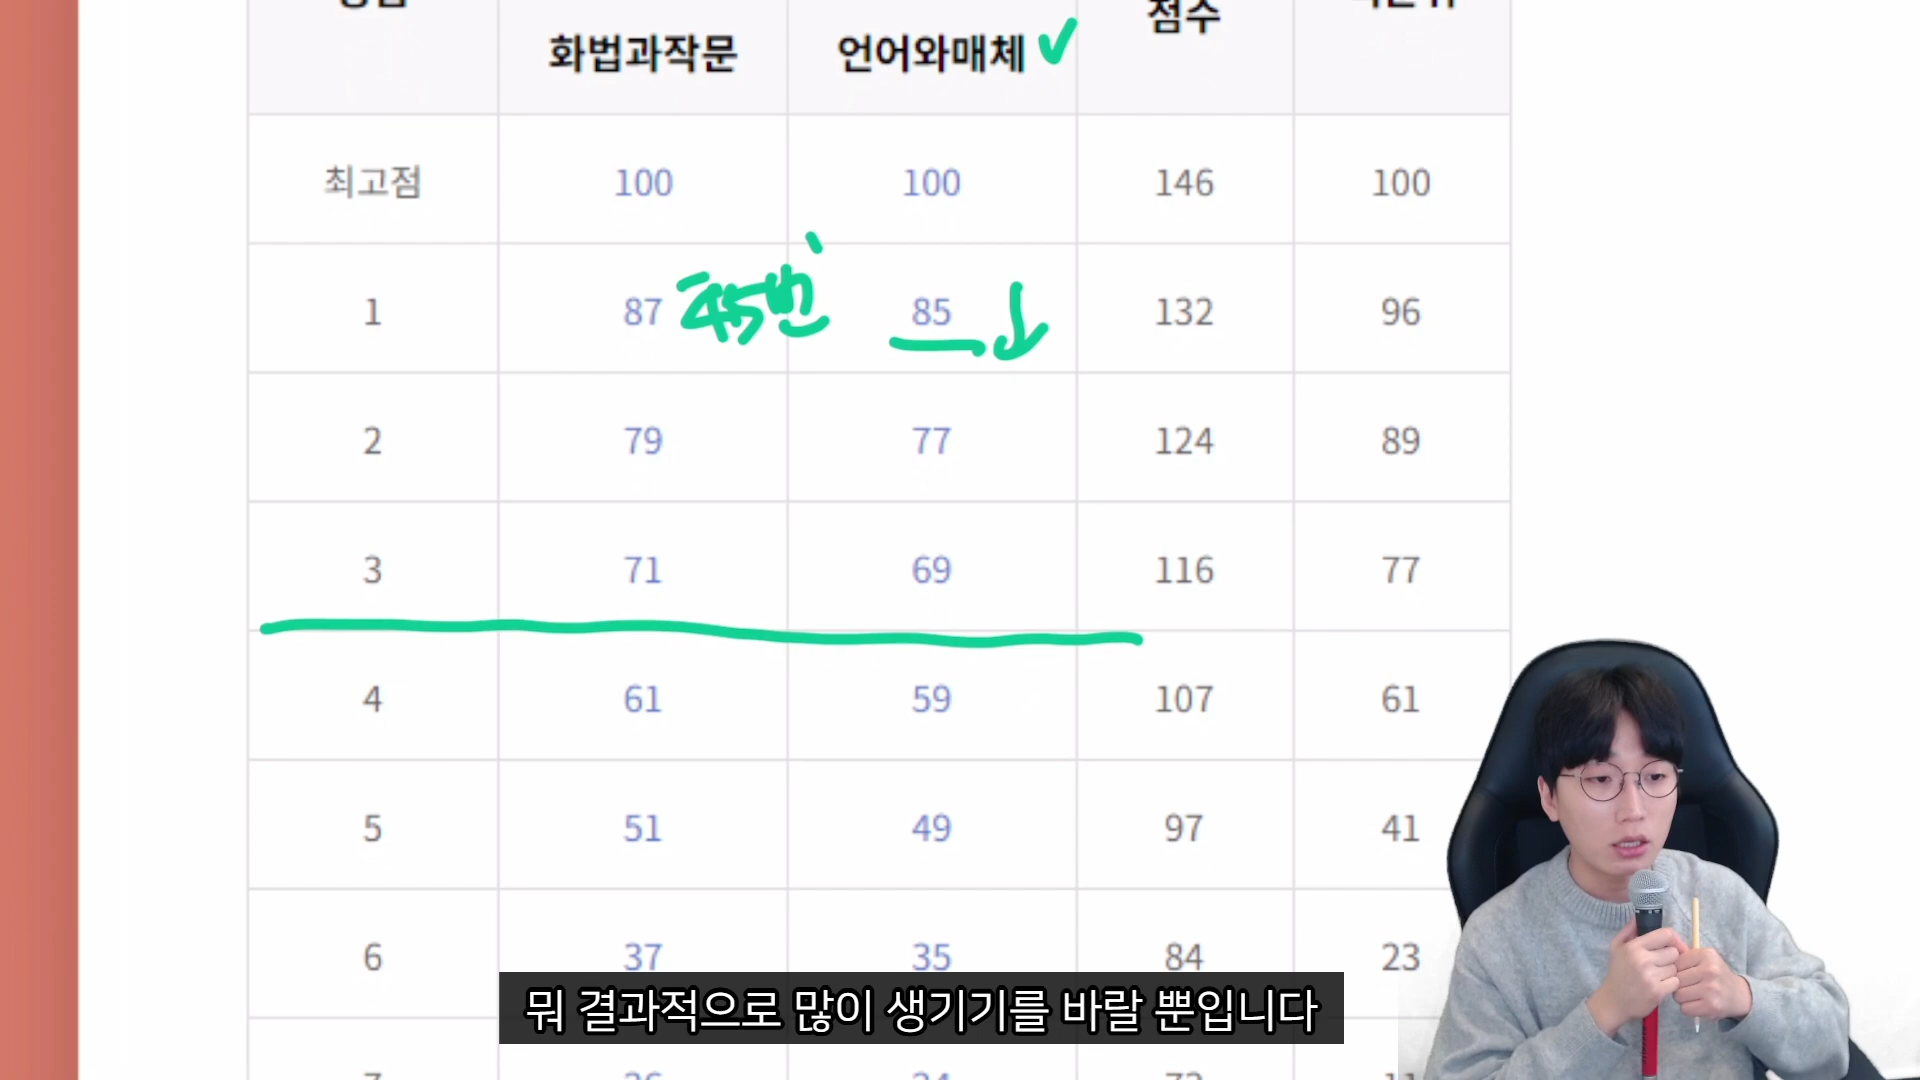 화법과작문 언어와매체 점수
최고점 100 100 146 100
1 87 45번 85 132 96
2 79 77 124 89
3 71 69 116 77
4 61 59 107 61
5 51 49 97 41
6 37 35 84 23
뭐 결과적으로 많이 생기기를 바랄 뿐입니다